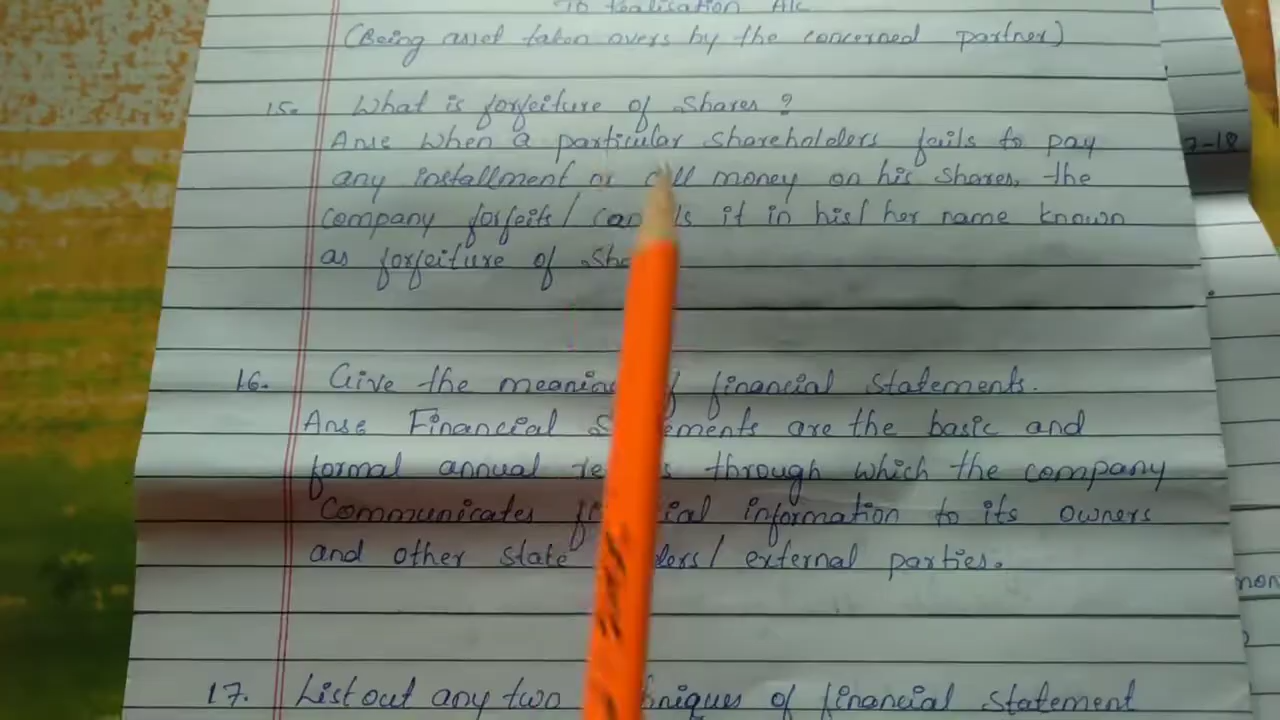 To Realisation A/c
(Being asset taken overs by the concerned partner)
15. What is forfeiture of shares ?
Ans: When a particular shareholders fails to pay
any installment or call money on his shares, the
company forfeits/ it in his/her name known
as forfeiture of
7-18
16. Give the meaning of financial statements.
Ans: Financial are the basic and
formal annual through which the company
communicates information to its owners
and other external parties.
17. List out any two of financial statement